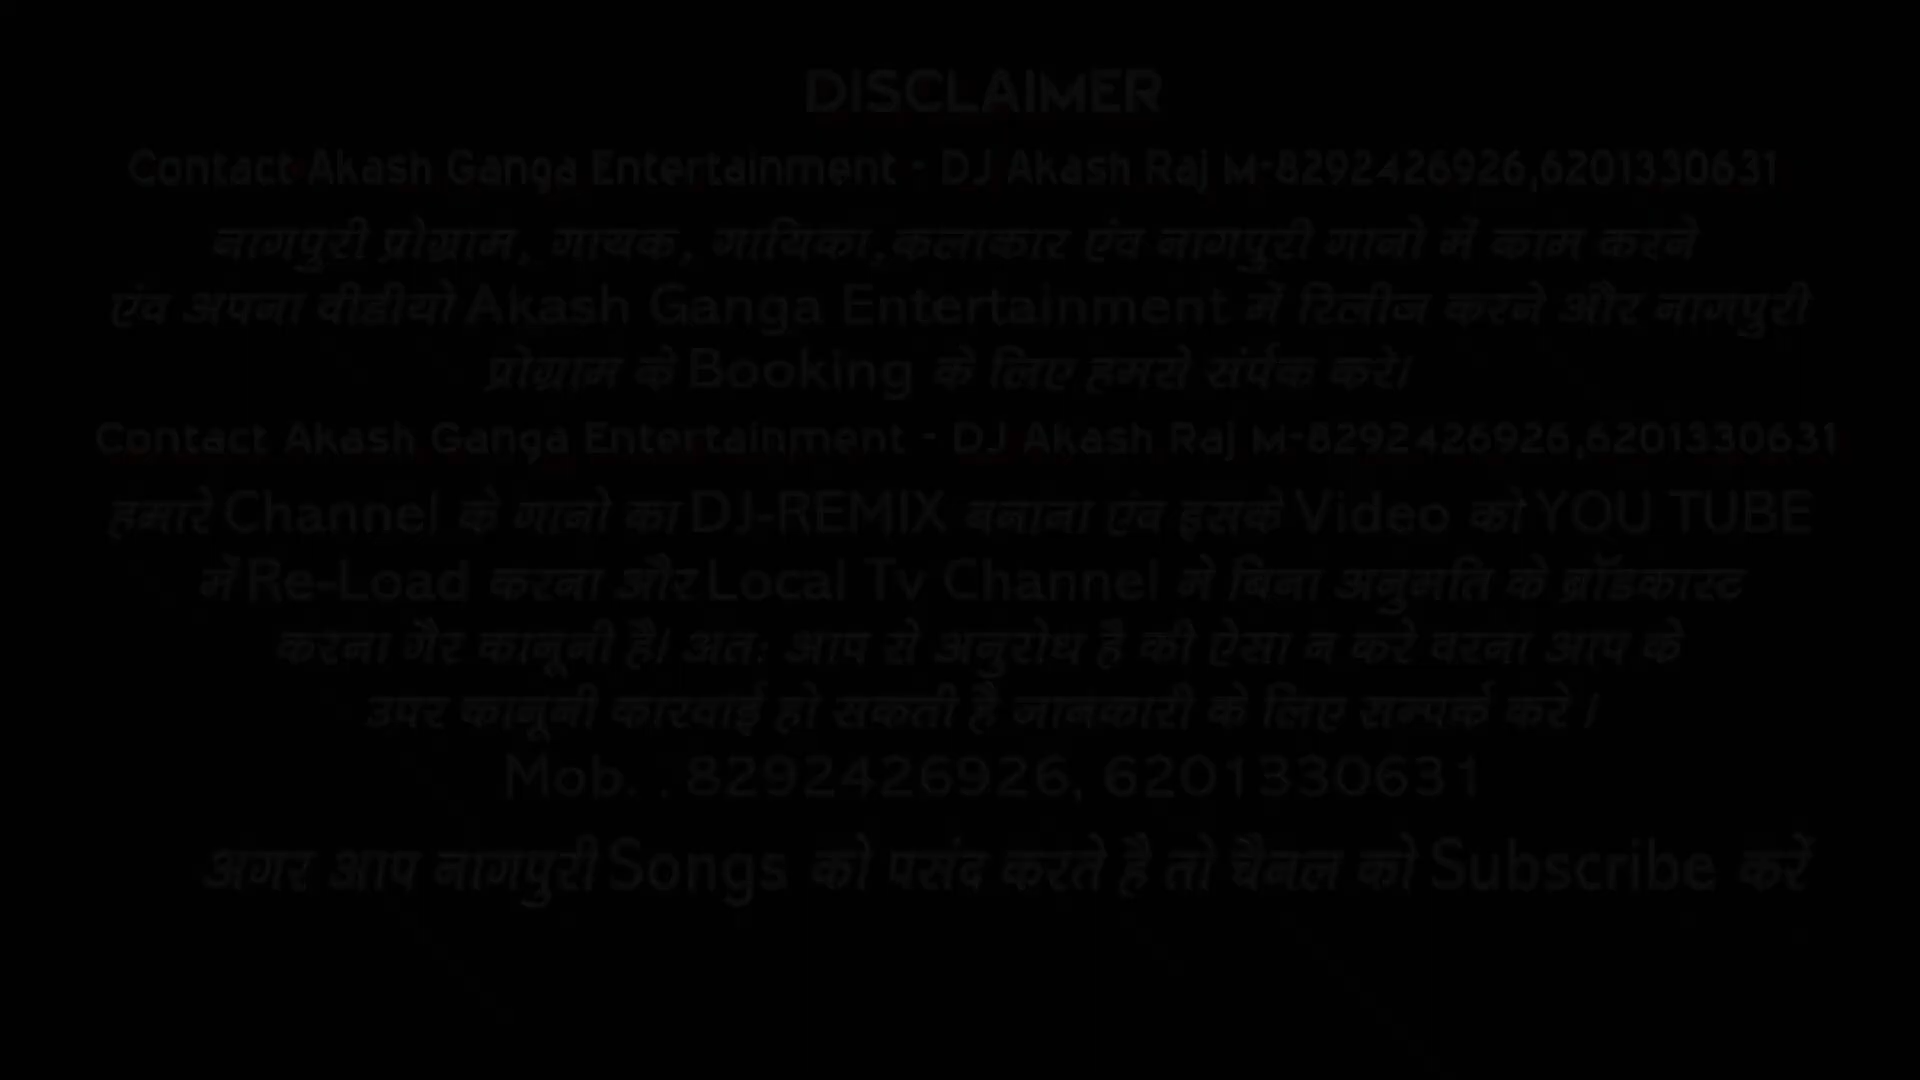 DISCLAIMER
Contact Akash Ganga Entertainment - DJ Akash Raj M-8292426926,6201330631
नागपुरी प्रोग्राम, गायक, गायिका,कलाकार एंव नागपुरी गानो में काम करने
एंव अपना वीडीयो Akash Ganga Entertainment में रिलीज करने और नागपुरी
प्रोग्राम के Booking के लिए हमसे संर्पक करे।
Contact Akash Ganga Entertainment - DJ Akash Raj M-8292426926,6201330631
हमारे Channel के गानो का DJ-REMIX बनाना एंव इसके Video को YOU TUBE
में Re-Load करना और Local Tv Channel ने बिना अनुमति के ब्रॉडकास्ट
करना गैर कानूनी है। अतः आप से अनुरोध है की ऐसा न करे वरना आप के
उपर कानूनी कारवाई हो सकती है जानकारी के लिए सम्पर्क करे ।
Mob. . 8292426926, 6201330631
अगर आप नागपुरी Songs को पसंद करते है तो चैनल को Subscribe करें